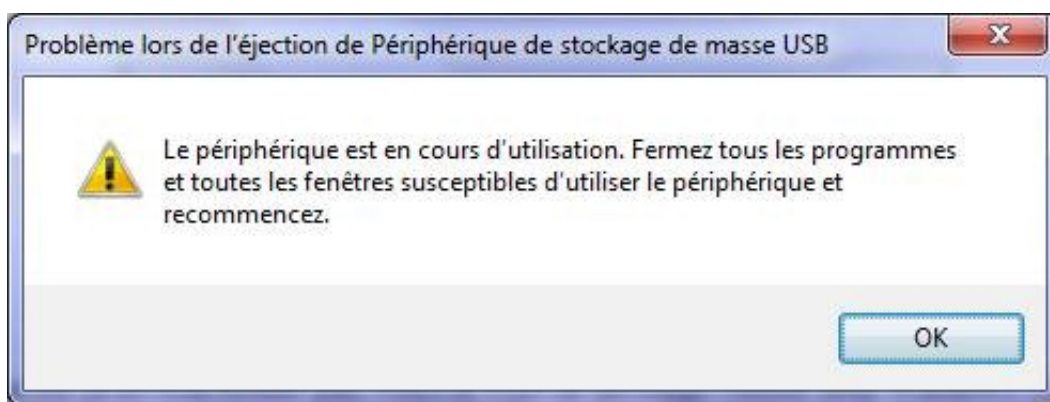 Problème lors de l'éjection de Périphérique de stockage de masse USB
Le périphérique est en cours d'utilisation. Fermez tous les programmes
et toutes les fenêtres susceptibles d'utiliser le périphérique et
recommencez.
OK